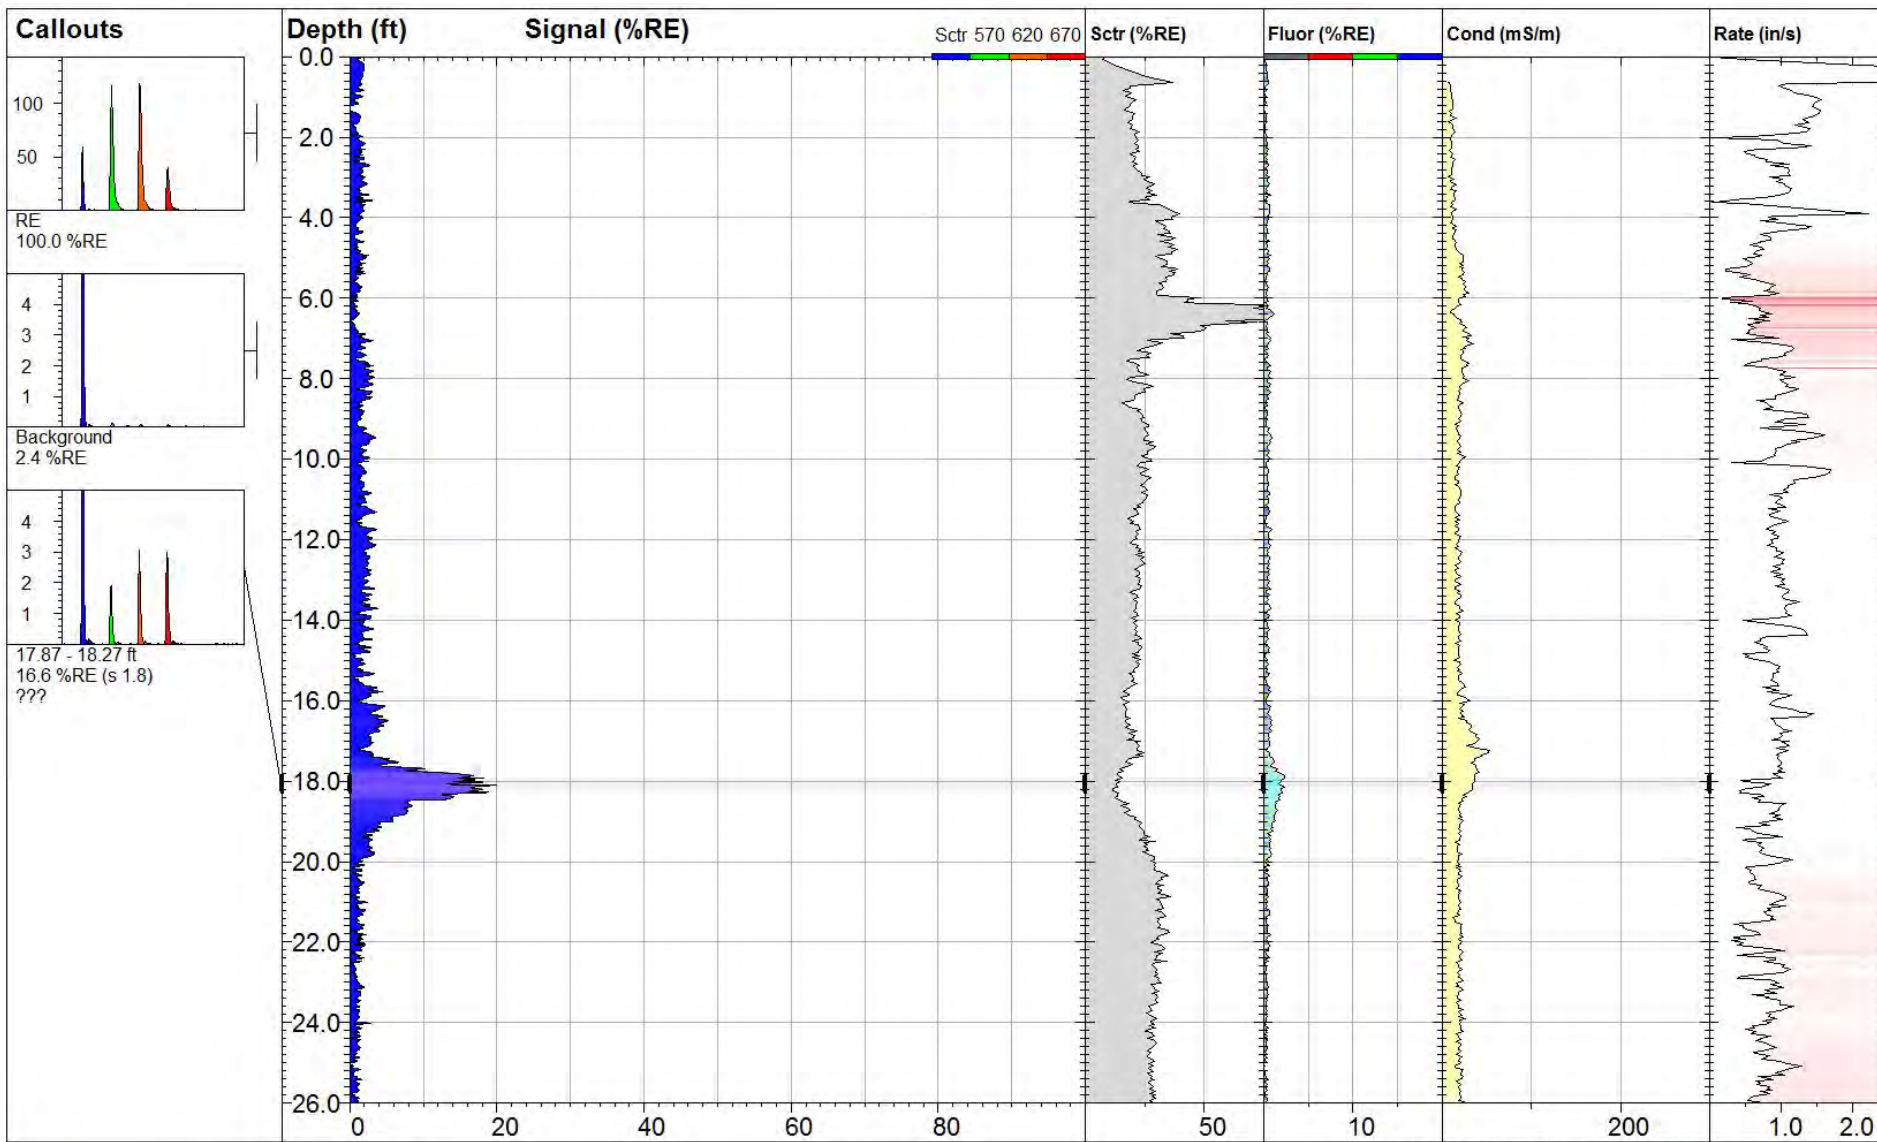 Callouts
100
50
RE
100.0 %RE
4
3
2
1
Background
2.4 %RE
4
3
2
1
17.87 - 18.27 ft
16.6 %RE (s 1.8)
???
Depth (ft)
0.0
2.0
4.0
6.0
8.0
10.0
12.0
14.0
16.0
18.0
20.0
22.0
24.0
26.0
Signal (%RE)
Sctr 570 620 670
0 20 40 60 80
Sctr (%RE)
50
Fluor (%RE)
10
Cond (mS/m)
200
Rate (in/s)
1.0 2.0